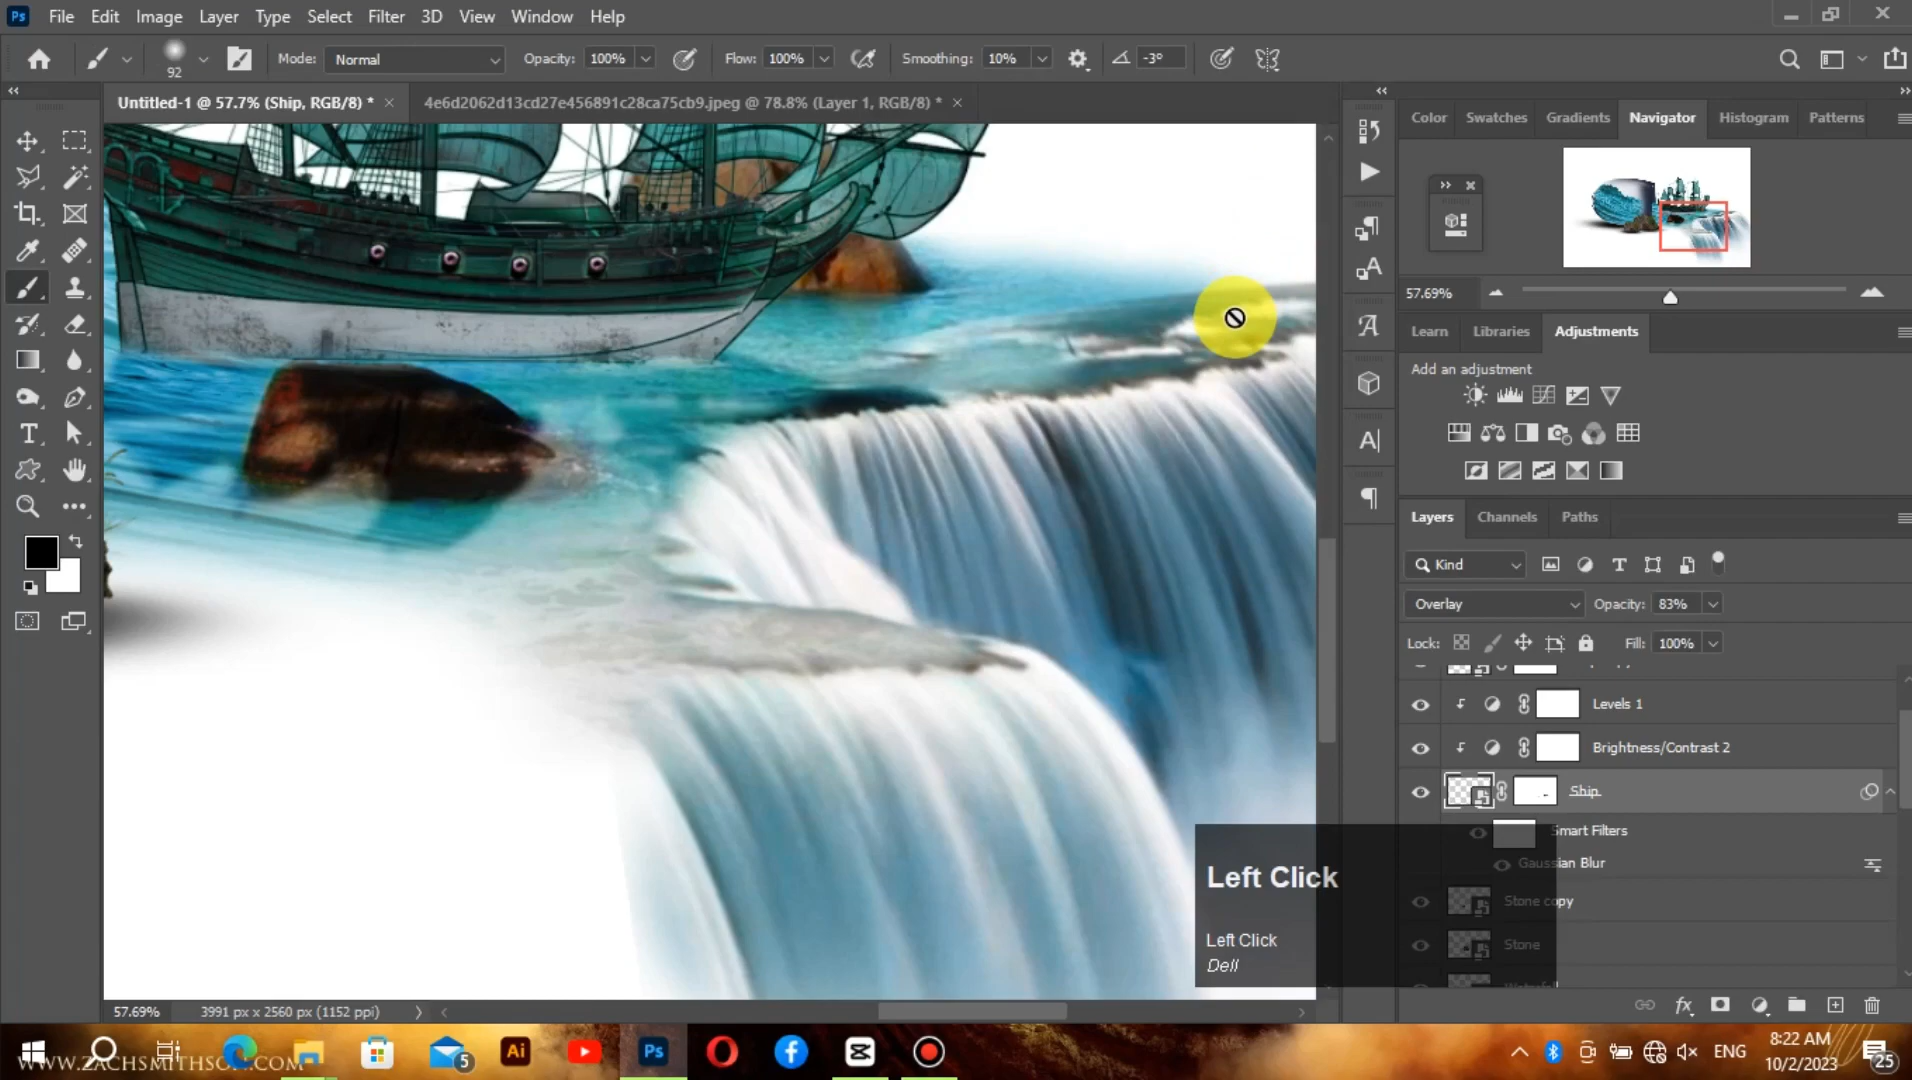 Ps File Edit Image Layer Type Select Filter 3D View Window Help
92 Mode: Normal Opacity: 100% Flow: 100% Smoothing: 10% -3°
Untitled-1 @ 57.7% (Ship, RGB/8) * 4e6d2062d13cd27e456891c28ca75cb9.jpeg @ 78.8% (Layer 1, RGB/8) *
Color Swatches Gradients Navigator Histogram Patterns
57.69%
Learn Libraries Adjustments
Add an adjustment
Layers Channels Paths
Kind
Overlay Opacity: 83%
Lock: Fill: 100%
Levels 1
Brightness/Contrast 2
Ship
Smart Filters
Gaussian Blur
Stone copy
Stone
Left Click
Left Click
Dell
57.69% 3991 px x 2560 px (1152 ppi)
5 Ai Ps
ENG 8:22 AM
10/2/2023 25
WWW.ZACHSMITHSON.COM